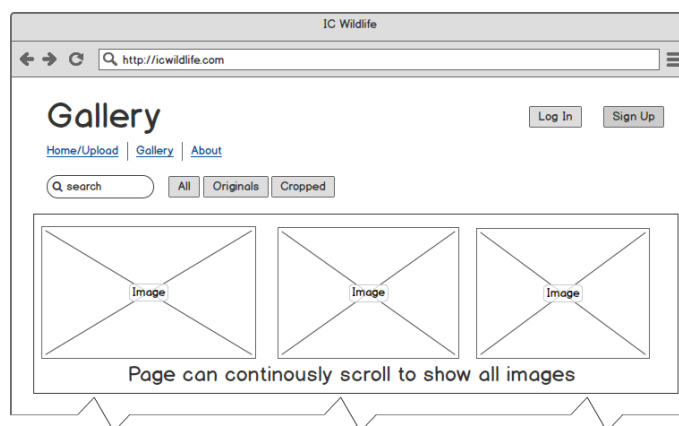 IC Wildlife
http://icwildlife.com
Gallery
Log In Sign Up
Home/Upload Gallery About
search All Originals Cropped
Image Image Image
Page can continously scroll to show all images